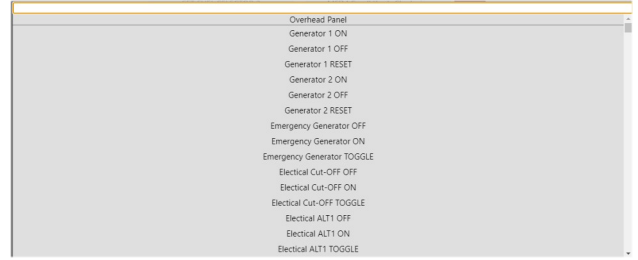 Overhead Panel
Generator 1 ON
Generator 1 OFF
Generator 1 RESET
Generator 2 ON
Generator 2 OFF
Generator 2 RESET
Emergency Generator OFF
Emergency Generator ON
Emergency Generator TOGGLE
Electical Cut-OFF OFF
Electical Cut-OFF ON
Electical Cut-OFF TOGGLE
Electical ALT1 OFF
Electical ALT1 ON
Electical ALT1 TOGGLE